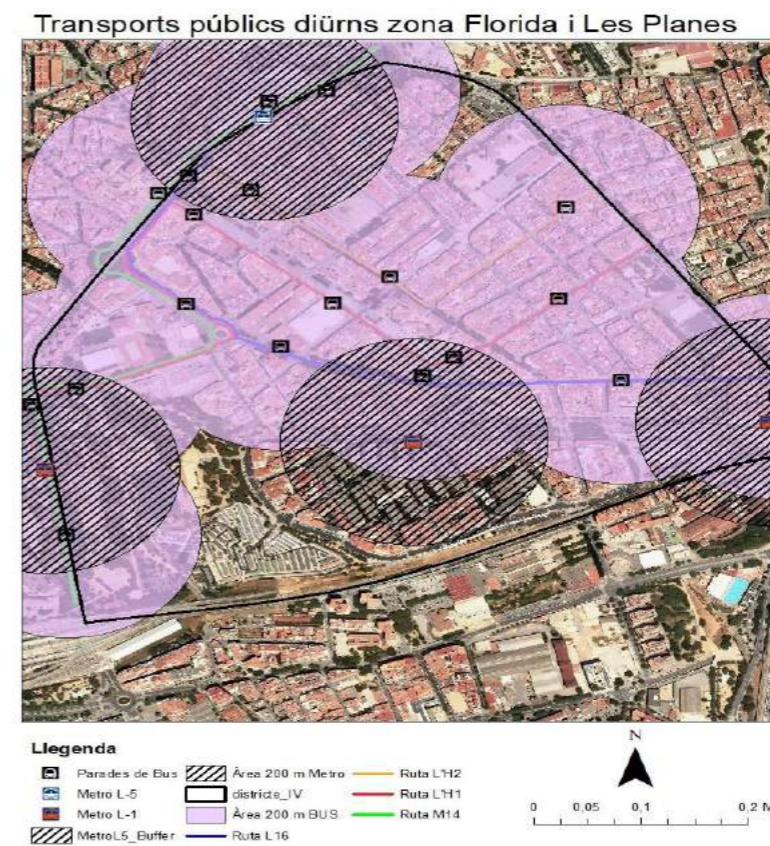 Transports públics diürns zona Florida i Les Planes
Llegenda
Parades de Bus
Metro L-5
Metro L-1
MetroL5_Buffer
Àrea 200 m Metro
districte_IV
Àrea 200 m BUS
Ruta L16
Ruta L'H2
Ruta L'H1
Ruta M14
N
0 0,05 0,1 0,2 M